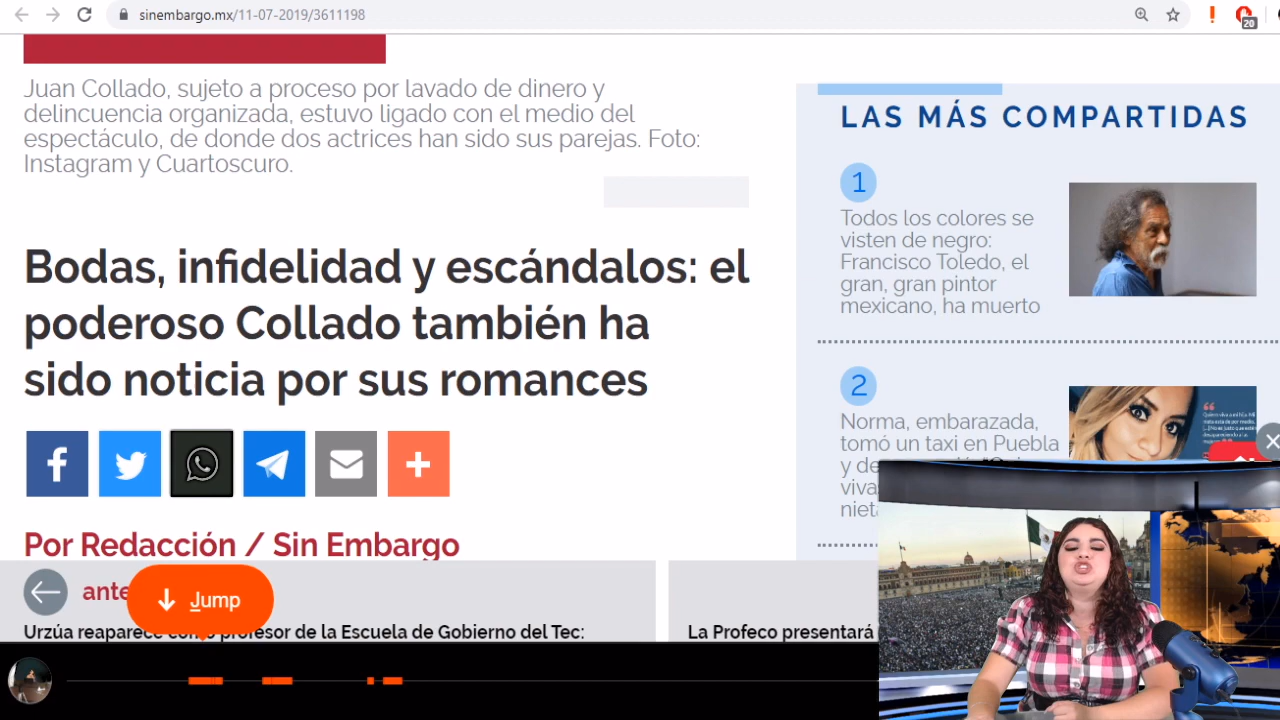 sinembargo.mx/11-07-2019/3611198
20
Juan Collado, sujeto a proceso por lavado de dinero y
delincuencia organizada, estuvo ligado con el medio del
espectáculo, de donde dos actrices han sido sus parejas. Foto:
Instagram y Cuartoscuro.
Bodas, infidelidad y escándalos: el
poderoso Collado también ha
sido noticia por sus romances
Por Redacción / Sin Embargo
Jump
Urzúa reaparece como profesor de la Escuela de Gobierno del Tec:
La Profeco presentará
LAS MÁS COMPARTIDAS
1
Todos los colores se
visten de negro:
Francisco Toledo, el
gran, gran pintor
mexicano, ha muerto
2
Norma, embarazada,
tomó un taxi en Puebla